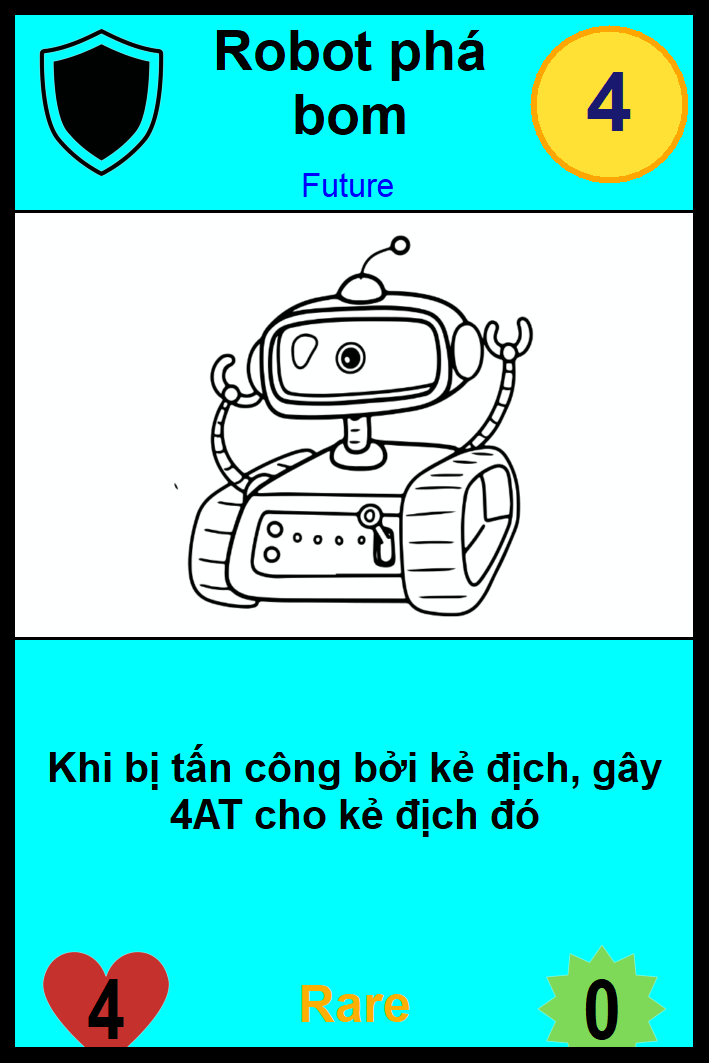 Robot phá
bom
4
Future
Khi bị tấn công bởi kẻ địch, gây
4AT cho kẻ địch đó
4
Rare
0